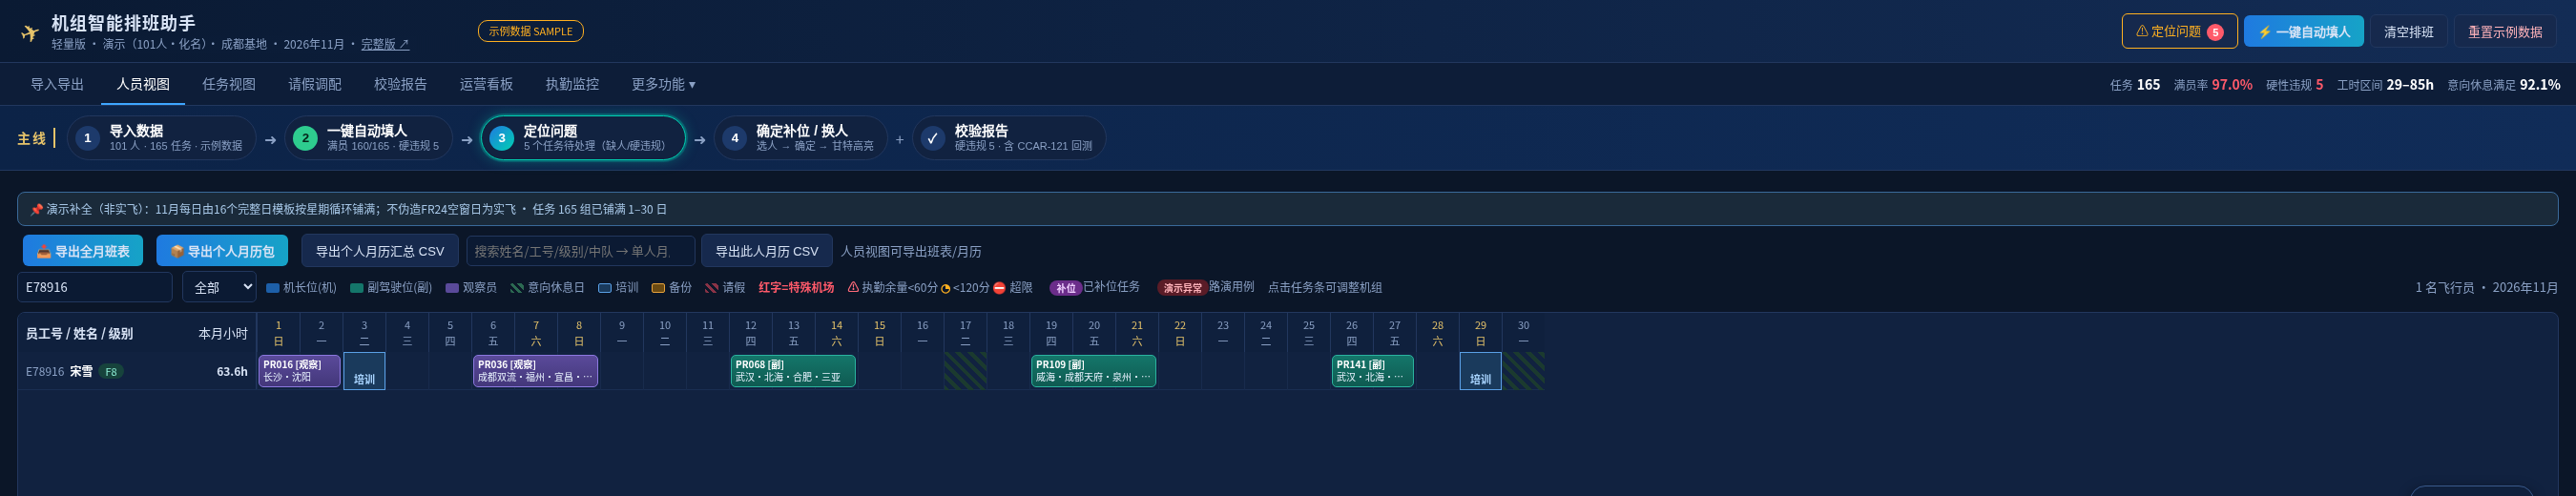 机组智能排班助手
轻量版 · 演示（101人·化名）· 成都基地 · 2026年11月 · 完整版 ↗
示例数据 SAMPLE
⚠ 定位问题 5
⚡ 一键自动填人
清空排班
重置示例数据
导入导出
人员视图
任务视图
请假调配
校验报告
运营看板
执勤监控
更多功能 ▾
任务 165 满员率 97.0% 硬性违规 5 工时区间 29–85h 意向休息满足 92.1%
主线
1 导入数据
101 人 · 165 任务 · 示例数据
→
2 一键自动填人
满员 160/165 · 硬违规 5
→
3 定位问题
5 个任务待处理（缺人/硬违规）
→
4 确定补位 / 换人
选人 → 确定 → 甘特高亮
+
✓ 校验报告
硬违规 5 · 含 CCAR-121 回测
📌 演示补全（非实飞）：11月每日由16个完整日模板按星期循环铺满；不伪造FR24空窗日为实飞 · 任务 165 组已铺满 1–30 日
📥 导出全月班表
📦 导出个人月历包
导出个人月历汇总 CSV
搜索姓名/工号/级别/中队 → 单人月.
导出此人月历 CSV
人员视图可导出班表/月历
E78916
全部
机长位(机)
副驾驶位(副)
观察员
意向休息日
培训
备份
请假
红字=特殊机场
⚠ 执勤余量<60分 <120分 ⛔ 超限
补位 已补位任务
演示异常 路演用例
点击任务条可调整机组
1 名飞行员 · 2026年11月
员工号 / 姓名 / 级别 本月小时
1 2 3 4 5 6 7 8 9 10 11 12 13 14 15 16 17 18 19 20 21 22 23 24 25 26 27 28 29 30
日 一 二 三 四 五 六 日 一 二 三 四 五 六 日 一 二 三 四 五 六 日 一 二 三 四 五 六 日 一
E78916 宋雪 F8 63.6h
PR016 [观察]
长沙·沈阳
培训
PR036 [观察]
成都双流·福州·宜昌·…
PR068 [副]
武汉·北海·合肥·三亚
PR109 [副]
威海·成都天府·泉州·…
PR141 [副]
武汉·北海·…
培训